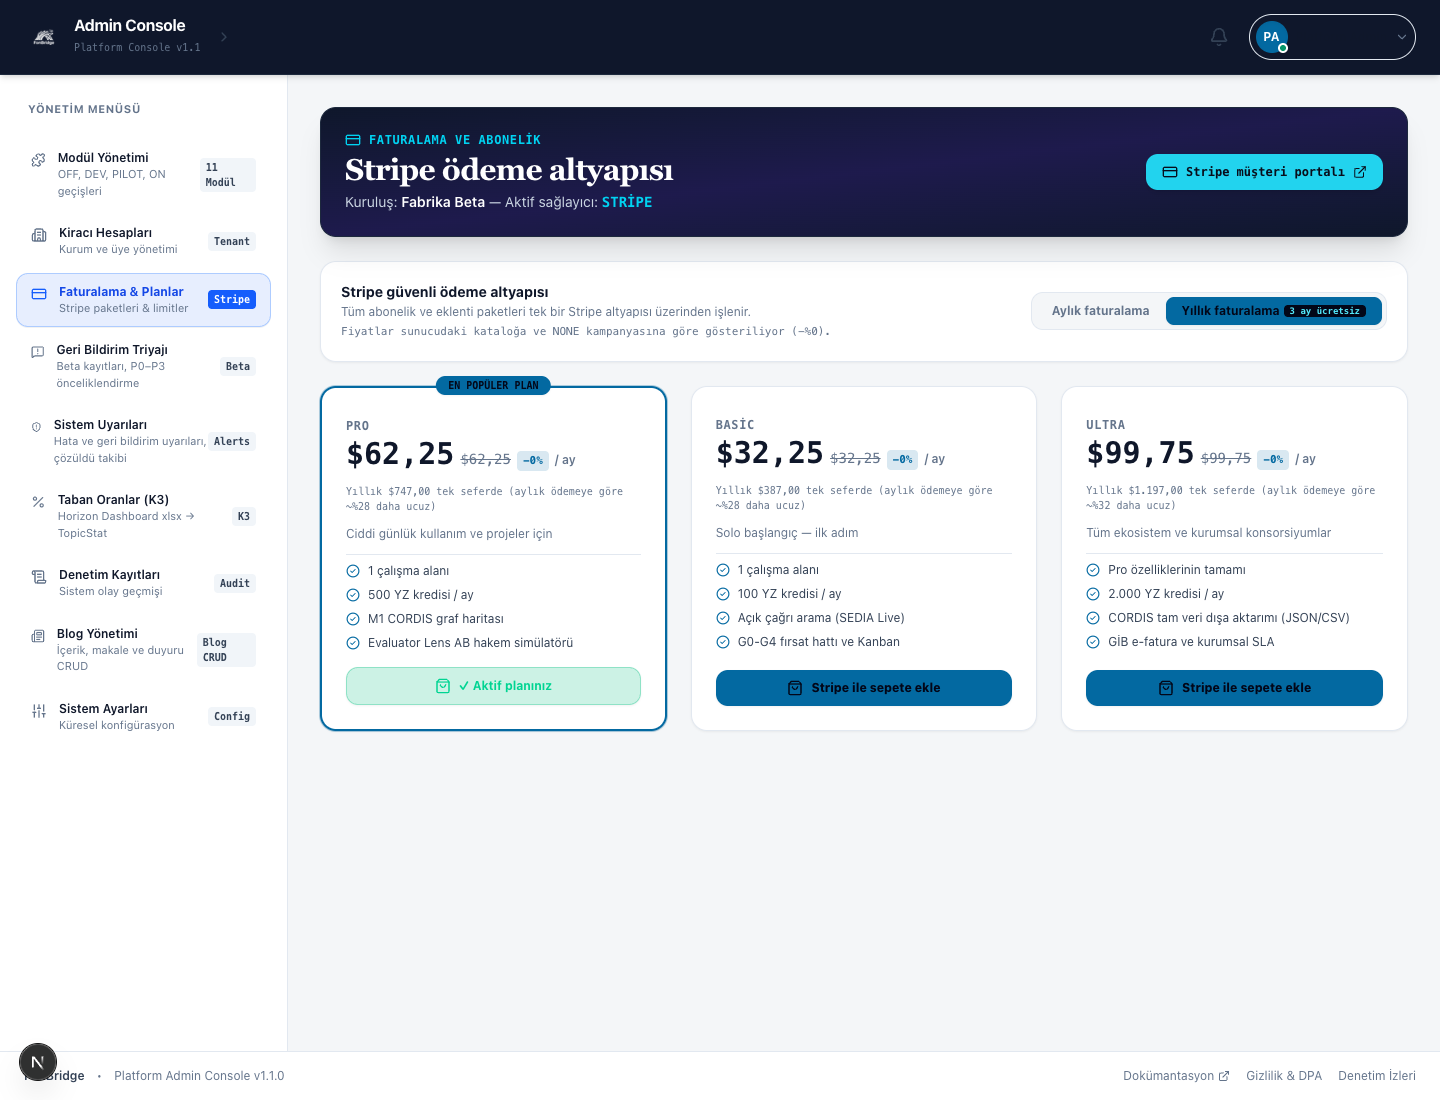 Admin Console
Platform Console v1.1
PA
YÖNETİM MENÜSÜ
Modül Yönetimi
OFF, DEV, PILOT, ON
geçişleri
11
Modül
Kiracı Hesapları
Kurum ve üye yönetimi
Tenant
Faturalama & Planlar
Stripe paketleri & limitler
Stripe
Geri Bildirim Triyajı
Beta kayıtları, P0–P3
önceliklendirme
Beta
Sistem Uyarıları
Hata ve geri bildirim uyarıları,
çözüldü takibi
Alerts
Taban Oranlar (K3)
Horizon Dashboard xlsx →
TopicStat
K3
Denetim Kayıtları
Sistem olay geçmişi
Audit
Blog Yönetimi
İçerik, makale ve duyuru
CRUD
Blog
CRUD
Sistem Ayarları
Küresel konfigürasyon
Config
FATURALAMA VE ABONELİK
Stripe ödeme altyapısı
Kuruluş: Fabrika Beta — Aktif sağlayıcı: STRİPE
Stripe müşteri portalı
Stripe güvenli ödeme altyapısı
Tüm abonelik ve eklenti paketleri tek bir Stripe altyapısı üzerinden işlenir.
Fiyatlar sunucudaki kataloğa ve NONE kampanyasına göre gösteriliyor (−%0).
Aylık faturalama
Yıllık faturalama 3 ay ücretsiz
EN POPÜLER PLAN
PRO
$62,25 $62,25 −0% / ay
Yıllık $747,00 tek seferde (aylık ödemeye göre
~%28 daha ucuz)
Ciddi günlük kullanım ve projeler için
1 çalışma alanı
500 YZ kredisi / ay
M1 CORDIS graf haritası
Evaluator Lens AB hakem simülatörü
✓ Aktif planınız
BASİC
$32,25 $32,25 −0% / ay
Yıllık $387,00 tek seferde (aylık ödemeye göre
~%28 daha ucuz)
Solo başlangıç — ilk adım
1 çalışma alanı
100 YZ kredisi / ay
Açık çağrı arama (SEDIA Live)
G0-G4 fırsat hattı ve Kanban
Stripe ile sepete ekle
ULTRA
$99,75 $99,75 −0% / ay
Yıllık $1.197,00 tek seferde (aylık ödemeye göre
~%32 daha ucuz)
Tüm ekosistem ve kurumsal konsorsiyumlar
Pro özelliklerinin tamamı
2.000 YZ kredisi / ay
CORDIS tam veri dışa aktarımı (JSON/CSV)
GİB e-fatura ve kurumsal SLA
Stripe ile sepete ekle
N
Bridge • Platform Admin Console v1.1.0
Dokümantasyon
Gizlilik & DPA
Denetim İzleri